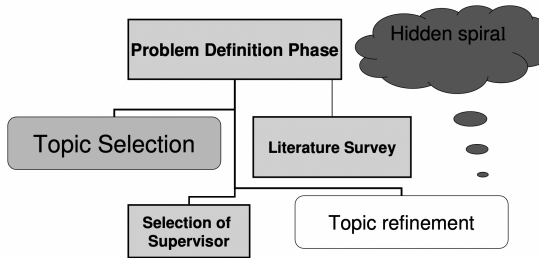 Hidden spiral
Problem Definition Phase
Topic Selection
Literature Survey
Selection of
Supervisor
Topic refinement